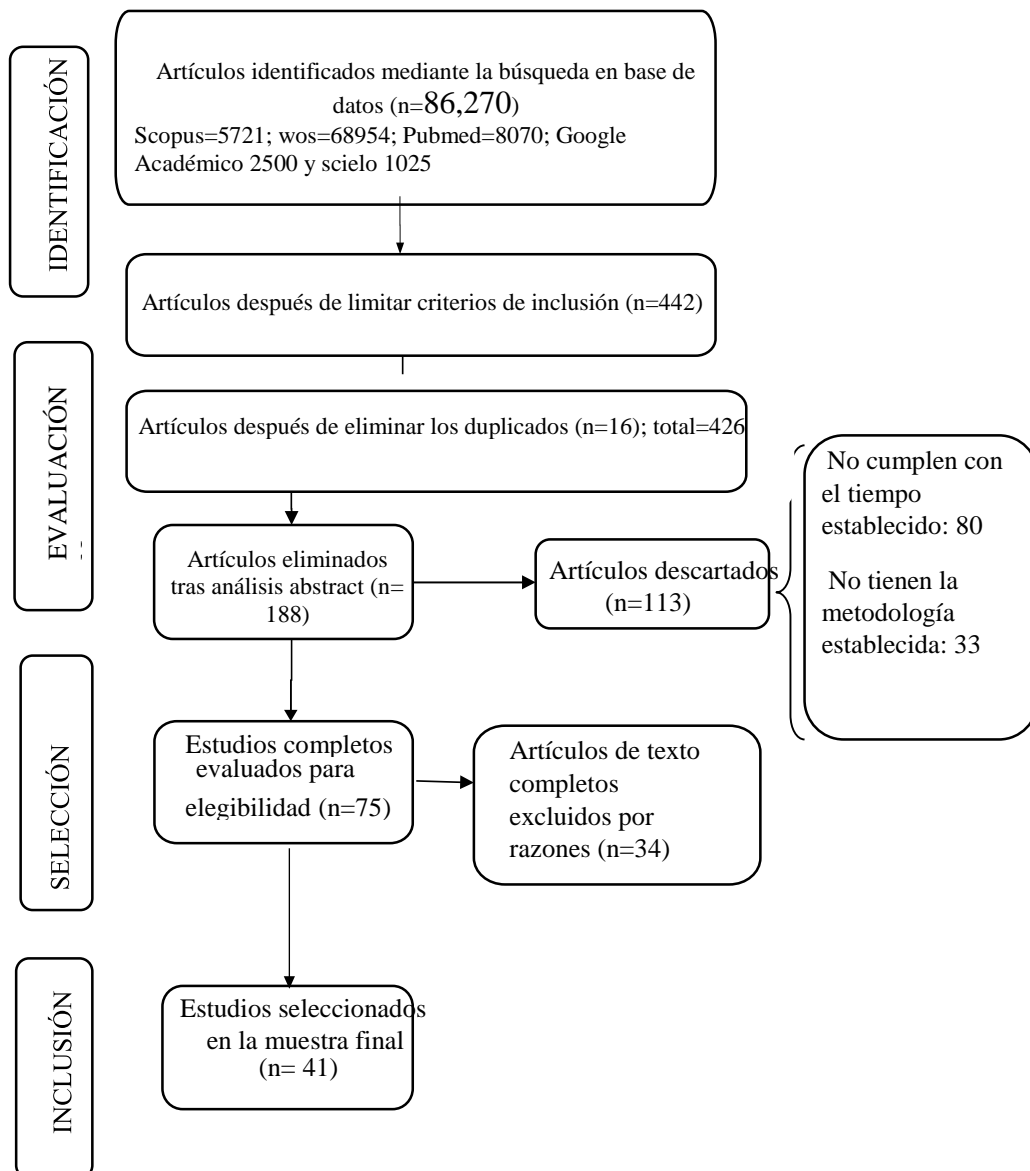 IDENTIFICACIÓN
Artículos identificados mediante la búsqueda en base de
datos (n=86,270)
Scopus=5721; wos=68954; Pubmed=8070; Google
Académico 2500 y scielo 1025
Artículos después de limitar criterios de inclusión (n=442)
EVALUACIÓN
Artículos después de eliminar los duplicados (n=16); total=426
Artículos eliminados
tras análisis abstract (n=
188)
Artículos descartados
(n=113)
No cumplen con
el tiempo
establecido: 80
No tienen la
metodología
establecida: 33
SELECCIÓN
Estudios completos
evaluados para
elegibilidad (n=75)
Artículos de texto
completos
excluidos por
razones (n=34)
INCLUSIÓN
Estudios seleccionados
en la muestra final
(n= 41)